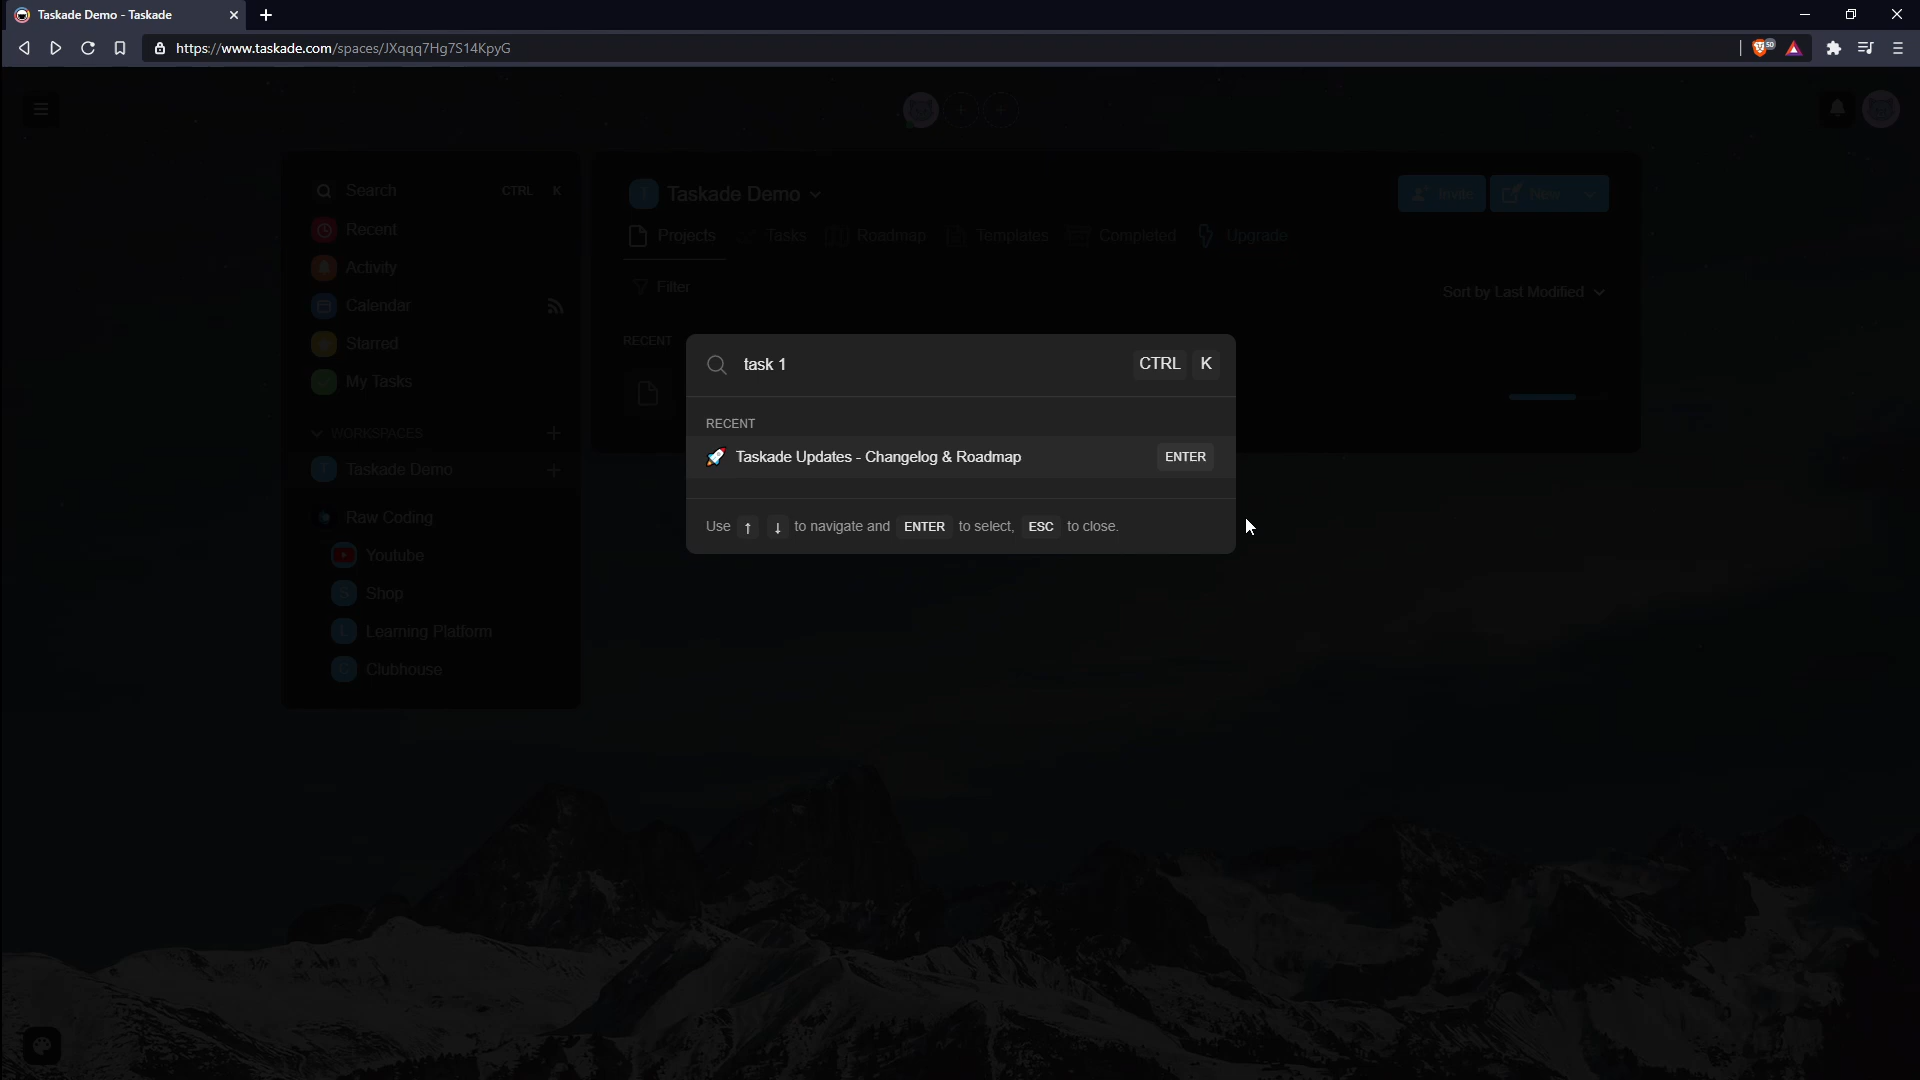 Taskade Demo - Taskade
https://www.taskade.com/spaces/JXqqq7Hg7S14KpyG
50
Search CTRL K
Recent
Activity
Calendar
Starred
My Tasks
WORKSPACES
T Taskade Demo
Raw Coding
Youtube
S Shop
L Learning Platform
C Clubhouse
T Taskade Demo
Invite
New
Projects Tasks Roadmap Templates Completed Upgrade
Filter
Sort by Last Modified
RECENT
task 1 CTRL K
RECENT
Taskade Updates - Changelog & Roadmap ENTER
Use ↑ ↓ to navigate and ENTER to select, ESC to close.